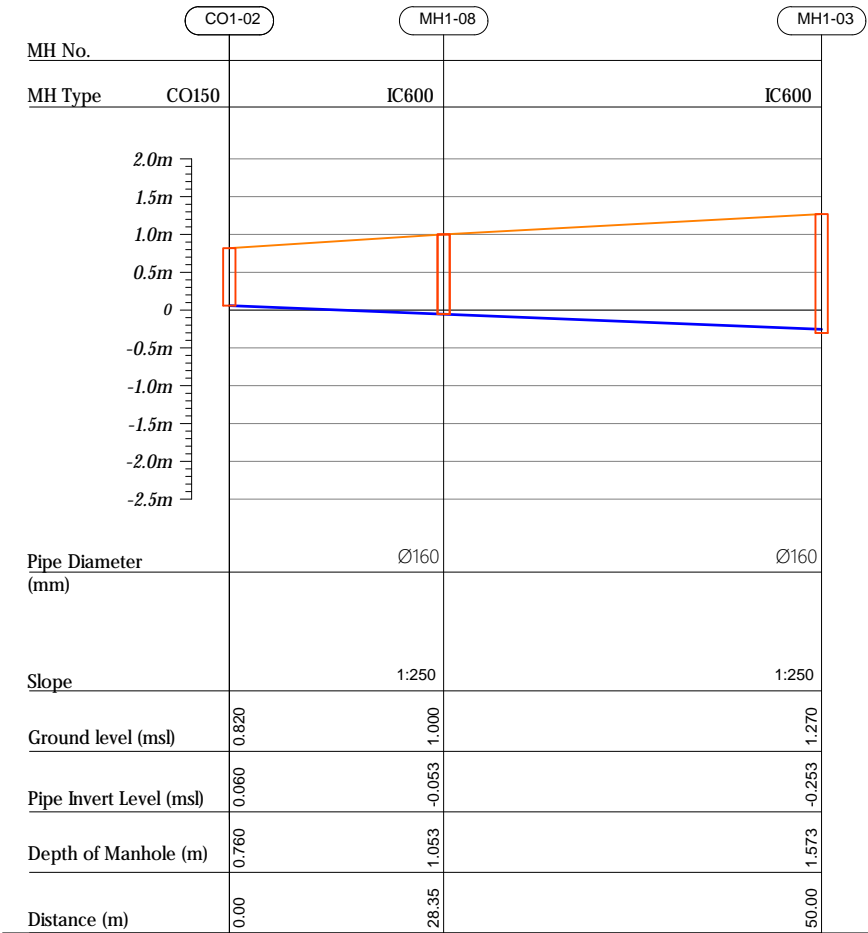 CO1-02 MH1-08 MH1-03
MH No.
MH Type CO150 IC600 IC600
2.0m
1.5m
1.0m
0.5m
0
-0.5m
-1.0m
-1.5m
-2.0m
-2.5m
Pipe Diameter Ø160 Ø160
(mm)
Slope 1:250 1:250
Ground level (msl) 0.820 1.000 1.270
Pipe Invert Level (msl) 0.060 -0.053 -0.253
Depth of Manhole (m) 0.760 1.053 1.573
Distance (m) 0.00 28.35 50.00